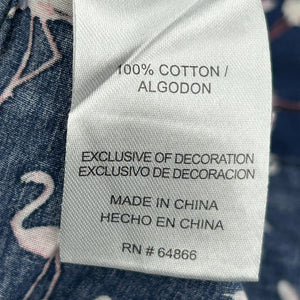 100% COTTON /
ALGODON
EXCLUSIVE OF DECORATION
EXCLUSIVO DE DECORACION
MADE IN CHINA
HECHO EN CHINA
RN # 64866